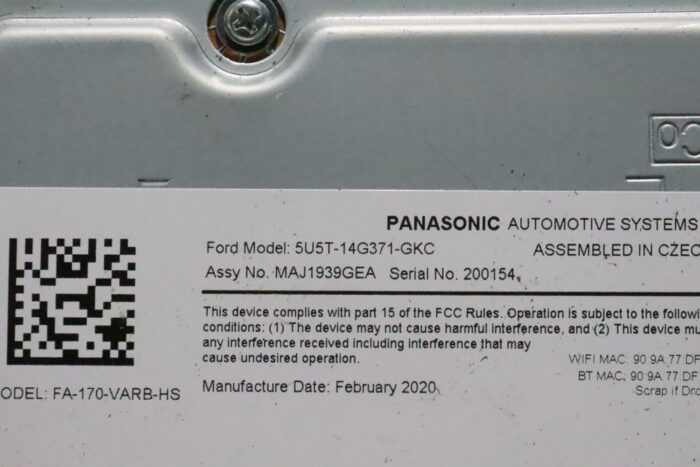 CO
PANASONIC AUTOMOTIVE SYSTEMS
Ford Model: 5U5T-14G371-GKC ASSEMBLED IN CZEC
Assy No. MAJ1939GEA Serial No. 200154
This device complies with part 15 of the FCC Rules. Operation is subject to the followi
conditions: (1) The device may not cause harmful interference, and (2) This device mu
any interference received including interference that may
cause undesired operation.
WIFI MAC: 90 9A 77 DF
BT MAC: 90 9A 77 DF
Scrap if Dro
Manufacture Date: February 2020
ODEL: FA-170-VARB-HS